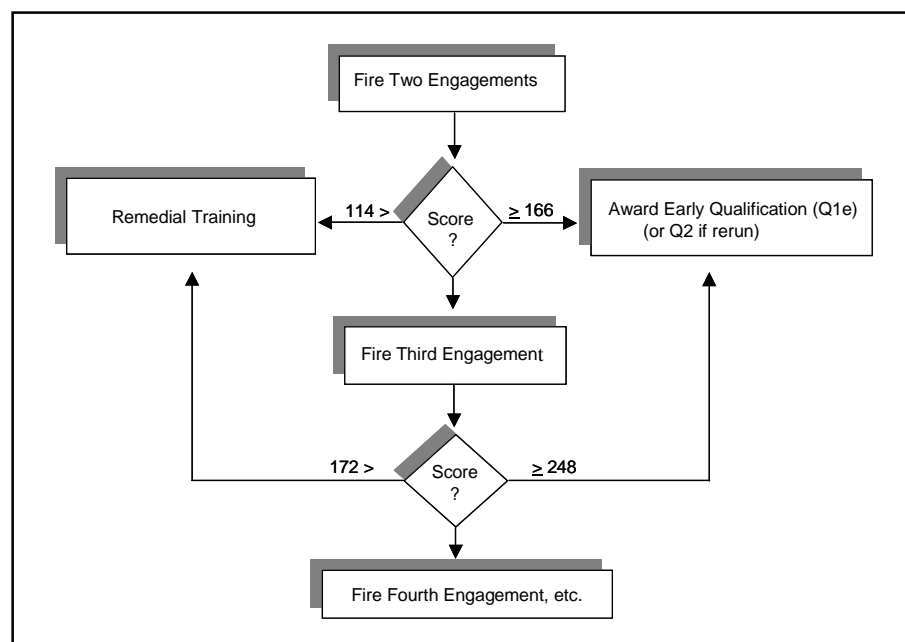 Fire Two Engagements
114 >
≥ 166
Remedial Training
Score
?
Award Early Qualification (Q1e)
(or Q2 if rerun)
Fire Third Engagement
172 >
≥ 248
Score
?
Fire Fourth Engagement, etc.